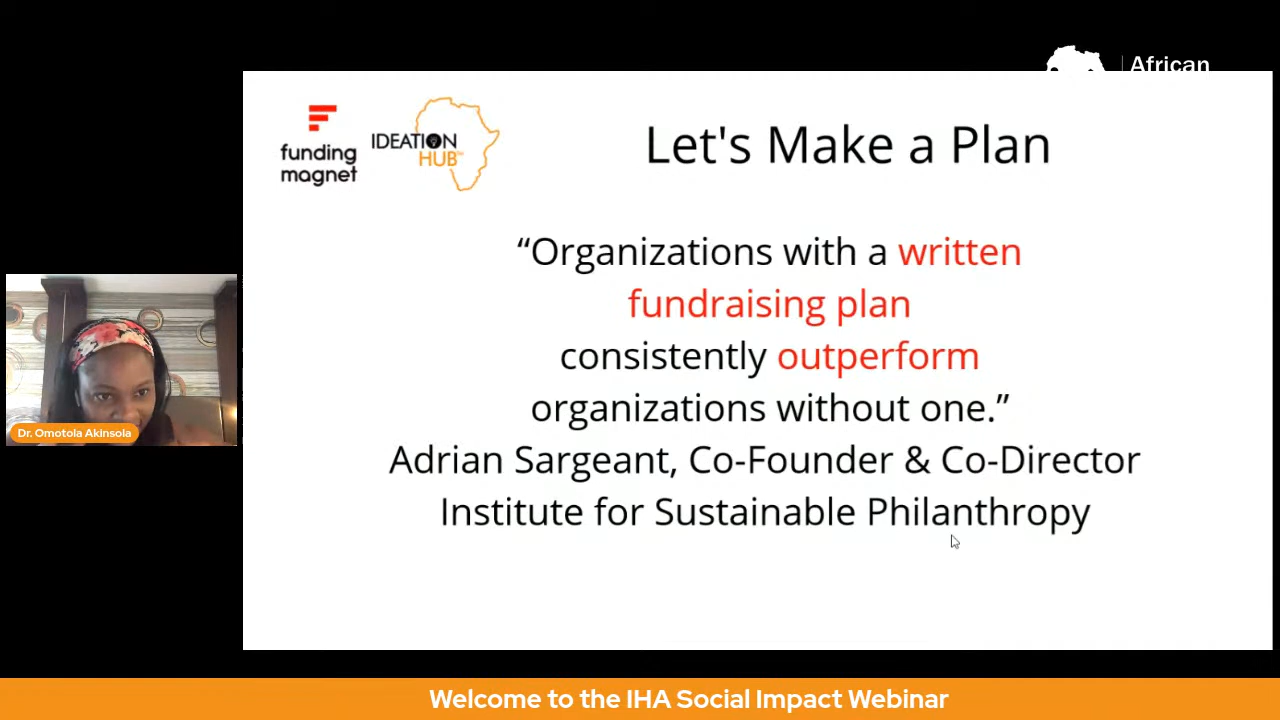 African
funding
magnet
IDEATION
HUB
Let's Make a Plan
“Organizations with a written
fundraising plan
consistently outperform
organizations without one.”
Adrian Sargeant, Co-Founder & Co-Director
Institute for Sustainable Philanthropy
Dr. Omotola Akinsola
Welcome to the IHA Social Impact Webinar